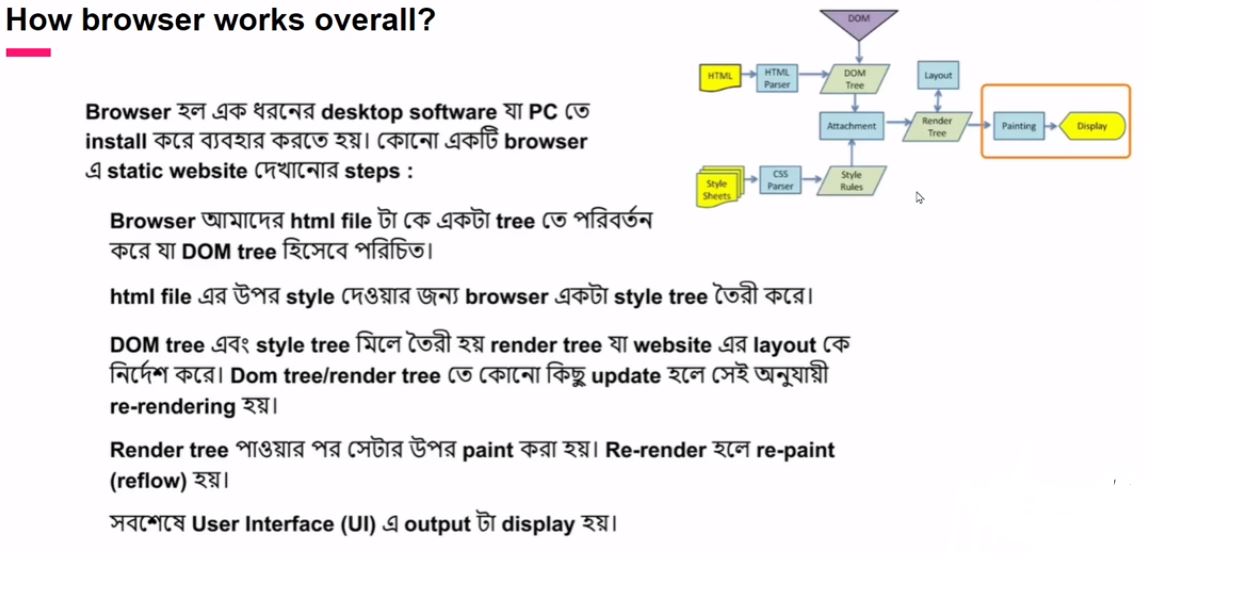 How browser works overall?
Browser হল এক ধরনের desktop software যা PC তে
install করে ব্যবহার করতে হয়। কোনো একটি browser
এ static website দেখানোর steps :
Browser আমাদের html file টা কে একটা tree তে পরিবর্তন
করে যা DOM tree হিসেবে পরিচিত।
html file এর উপর style দেওয়ার জন্য browser একটা style tree তৈরী করে।
DOM tree এবং style tree মিলে তৈরী হয় render tree যা website এর layout কে
নির্দেশ করে। Dom tree/render tree তে কোনো কিছু update হলে সেই অনুযায়ী
re-rendering হয়।
Render tree পাওয়ার পর সেটার উপর paint করা হয়। Re-render হলে re-paint
(reflow) হয়।
সবশেষে User Interface (UI) এ output টা display হয়।
DOM
HTML
HTML
Parser
DOM
Tree
Layout
Attachment
Render
Tree
Painting
Display
Style
Sheets
CSS
Parser
Style
Rules